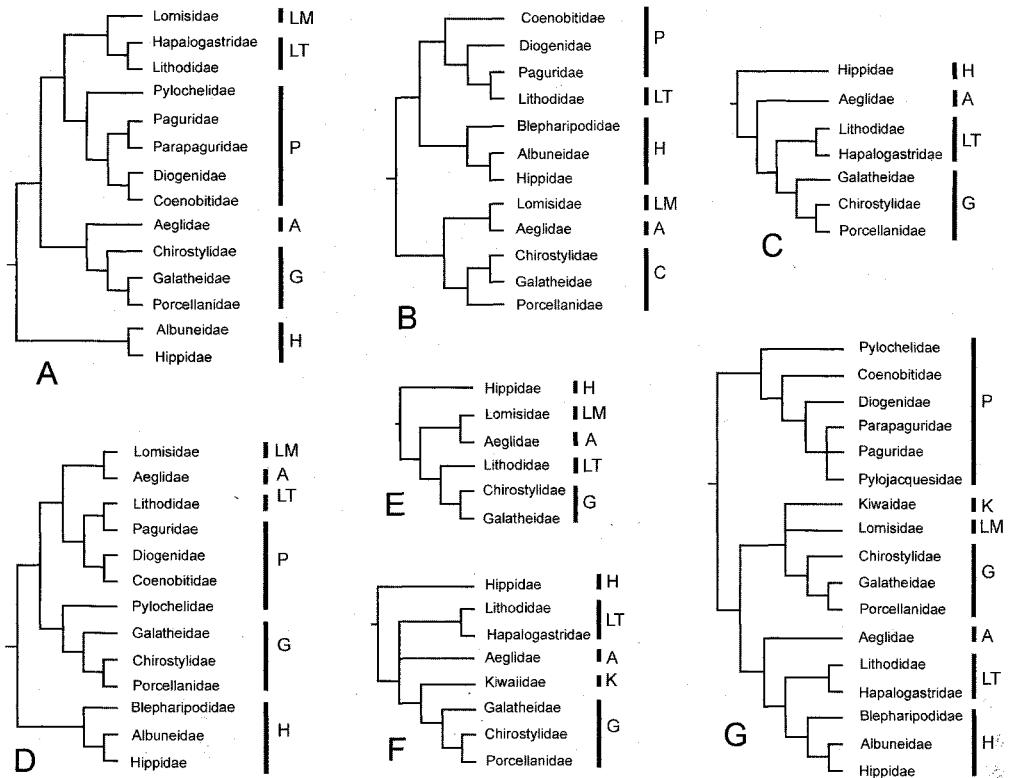 Lomisidae
LM
Hapalogastridae
Lithodidae
LT
Pylochelidae
Paguridae
Parapaguridae
Diogenidae
Coenobitidae
P
Aeglidae
A
Chirostylidae
Galatheidae
Porcellanidae
G
Albuneidae
Hippidae
H
A
Coenobitidae
Diogenidae
Paguridae
P
Lithodidae
LT
Blepharipodidae
Albuneidae
Hippidae
H
Lomisidae
LM
Aeglidae
A
Chirostylidae
Galatheidae
Porcellanidae
C
B
Hippidae
H
Aeglidae
A
Lithodidae
Hapalogastridae
LT
Galatheidae
Chirostylidae
Porcellanidae
G
C
Lomisidae
LM
Aeglidae
A
Lithodidae
LT
Paguridae
Diogenidae
Coenobitidae
Pylochelidae
P
Galatheidae
Chirostylidae
Porcellanidae
G
Blepharipodidae
Albuneidae
Hippidae
H
D
Hippidae
H
Lomisidae
LM
Aeglidae
A
Lithodidae
LT
Chirostylidae
Galatheidae
G
E
Hippidae
H
Lithodidae
Hapalogastridae
LT
Aeglidae
A
Kiwaiidae
K
Galatheidae
Chirostylidae
Porcellanidae
G
F
Pylochelidae
Coenobitidae
Diogenidae
Parapaguridae
Paguridae
Pylojacquesidae
P
Kiwaidae
K
Lomisidae
LM
Chirostylidae
Galatheidae
Porcellanidae
G
Aeglidae
A
Lithodidae
Hapalogastridae
LT
Blepharipodidae
Albuneidae
Hippidae
H
G